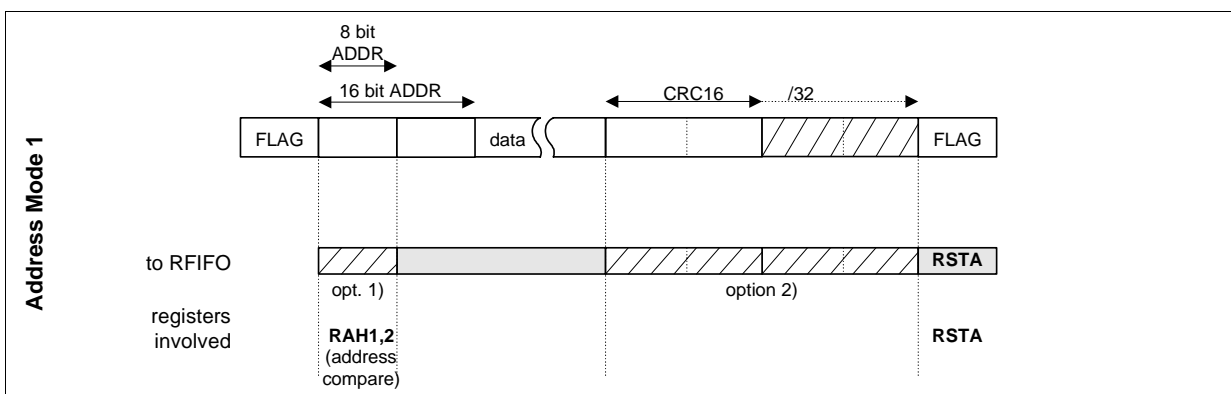 8 bit
ADDR
16 bit ADDR
CRC16 /32
FLAG data FLAG
Address Mode 1
to RFIFO RSTA
opt. 1) option 2)
registers
involved
RAH1,2 RSTA
(address
compare)